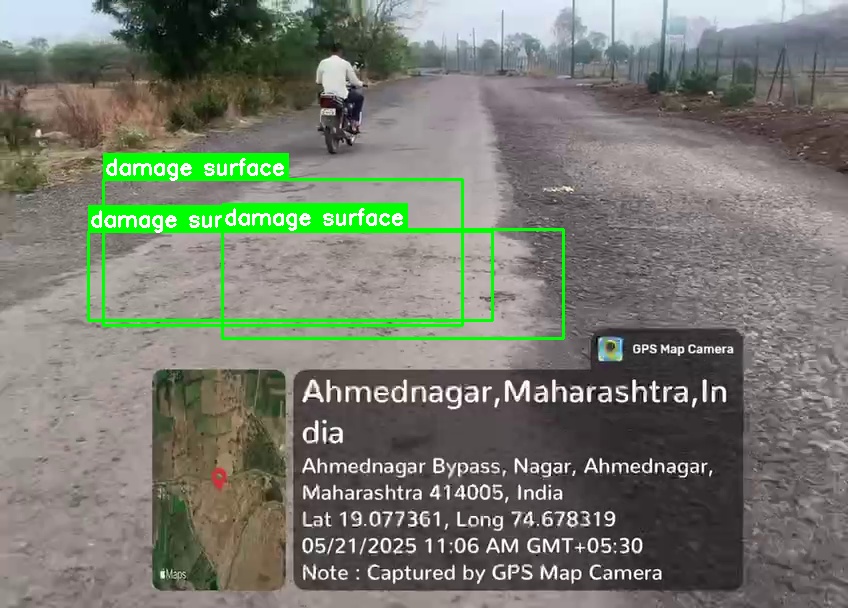 damage surface
damage sur
damage surface
GPS Map Camera
Ahmednagar,Maharashtra,In
dia
Ahmednagar Bypass, Nagar, Ahmednagar,
Maharashtra 414005, India
Lat 19.077361, Long 74.678319
05/21/2025 11:06 AM GMT+05:30
Note : Captured by GPS Map Camera
Maps